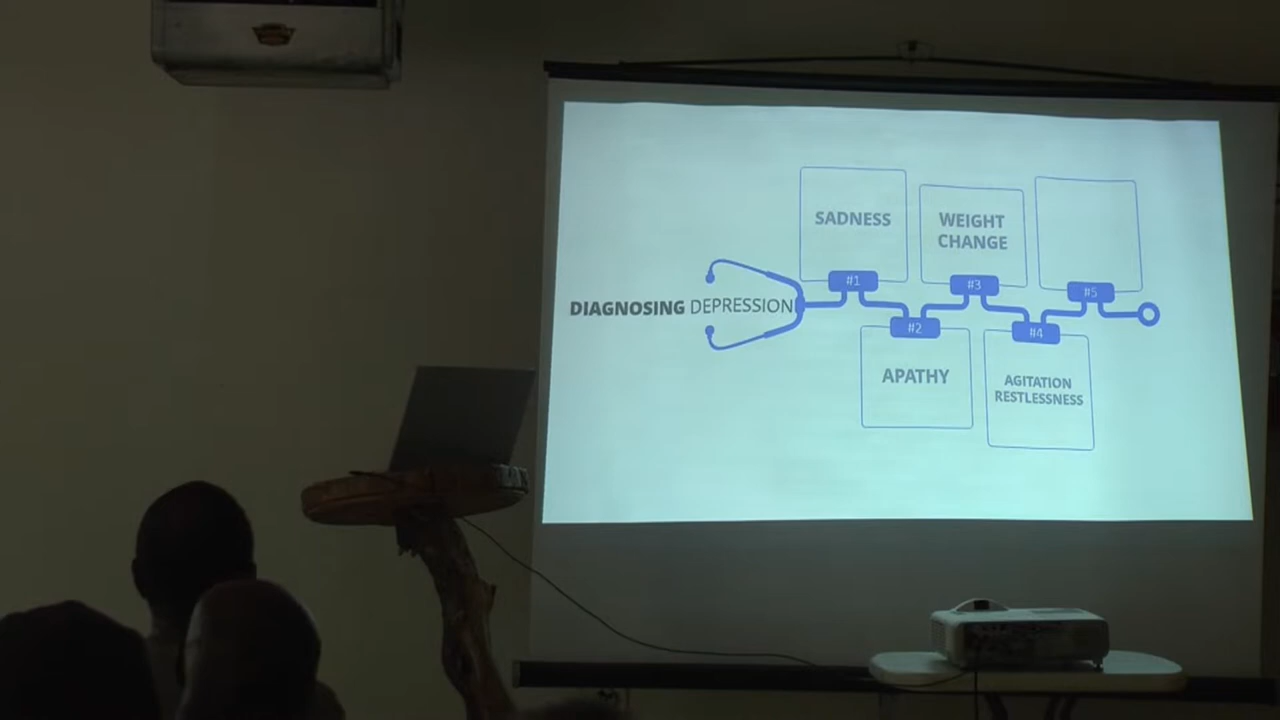 DIAGNOSING DEPRESSION
SADNESS
#1
#2
APATHY
WEIGHT
CHANGE
#3
#4
AGITATION
RESTLESSNESS
#5